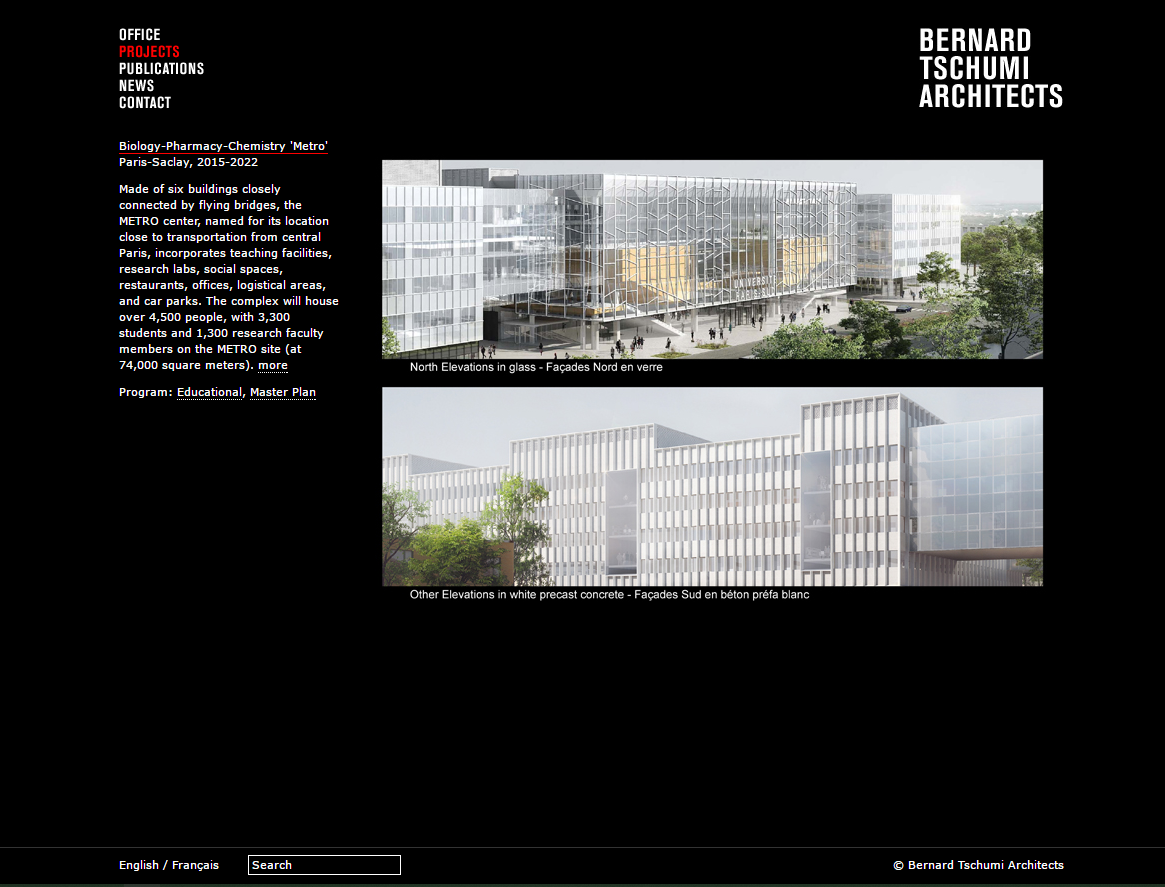 OFFICE
PROJECTS
PUBLICATIONS
NEWS
CONTACT
BERNARD
TSCHUMI
ARCHITECTS
Biology-Pharmacy-Chemistry 'Metro'
Paris-Saclay, 2015-2022
Made of six buildings closely
connected by flying bridges, the
METRO center, named for its location
close to transportation from central
Paris, incorporates teaching facilities,
research labs, social spaces,
restaurants, offices, logistical areas,
and car parks. The complex will house
over 4,500 people, with 3,300
students and 1,300 research faculty
members on the METRO site (at
74,000 square meters). more
Program: Educational, Master Plan
UNIVERSITE
North Elevations in glass - Façades Nord en verre
Other Elevations in white precast concrete - Façades Sud en béton préfa blanc
English / Français
Search
© Bernard Tschumi Architects